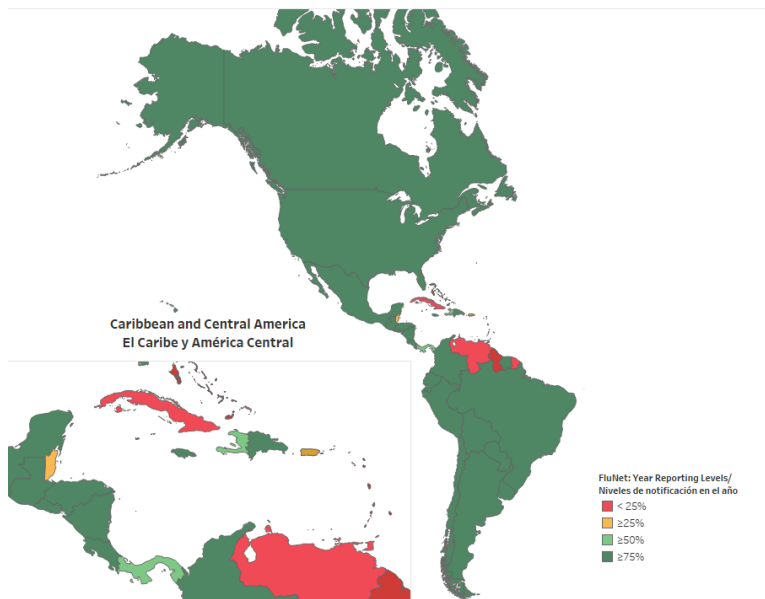 Caribbean and Central America
El Caribe y América Central
FluNet: Year Reporting Levels/
Niveles de notificación en el año
< 25%
≥25%
≥50%
≥75%